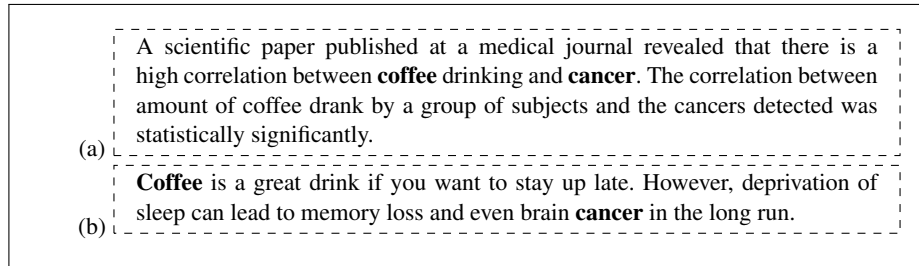 A scientific paper published at a medical journal revealed that there is a
high correlation between coffee drinking and cancer. The correlation between
amount of coffee drank by a group of subjects and the cancers detected was
statistically significantly.
(a)
Coffee is a great drink if you want to stay up late. However, deprivation of
sleep can lead to memory loss and even brain cancer in the long run.
(b)